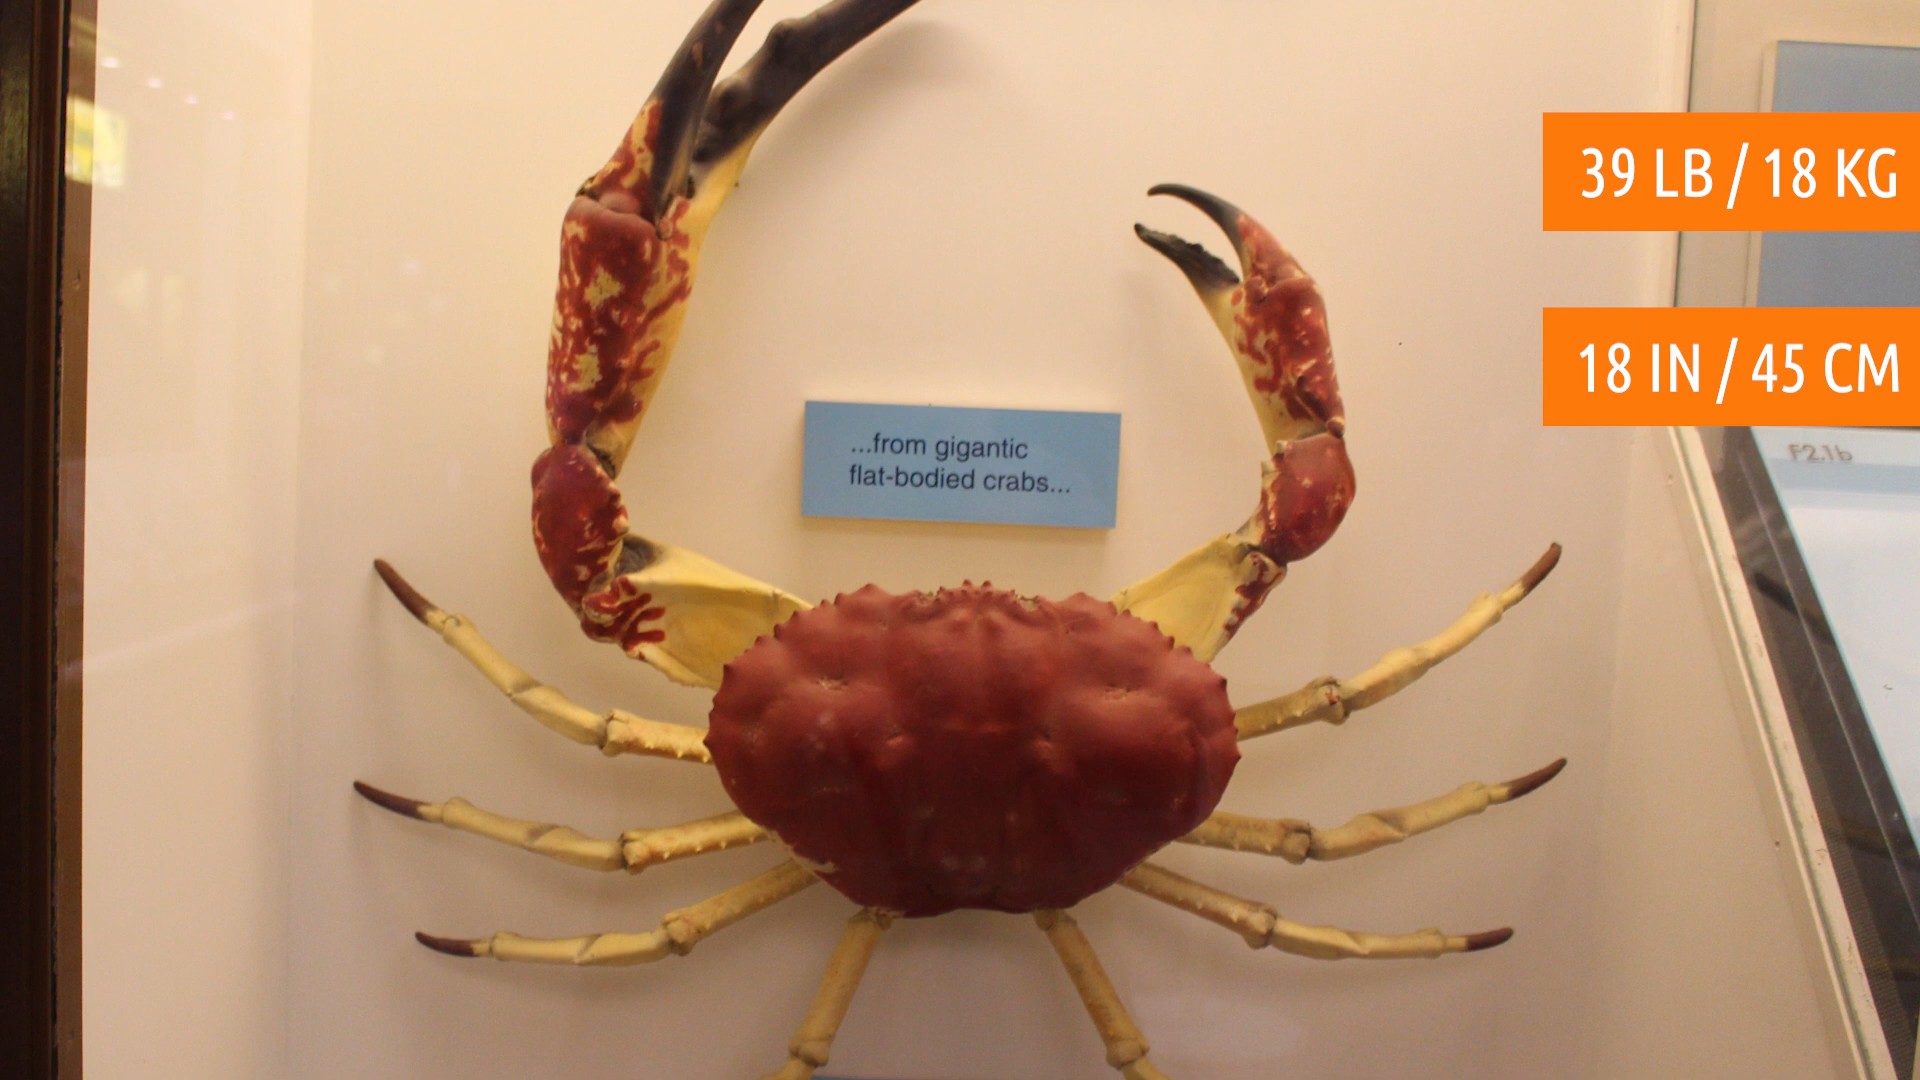 39 LB / 18 KG
18 IN / 45 CM
...from gigantic
flat-bodied crabs...
F2.1b